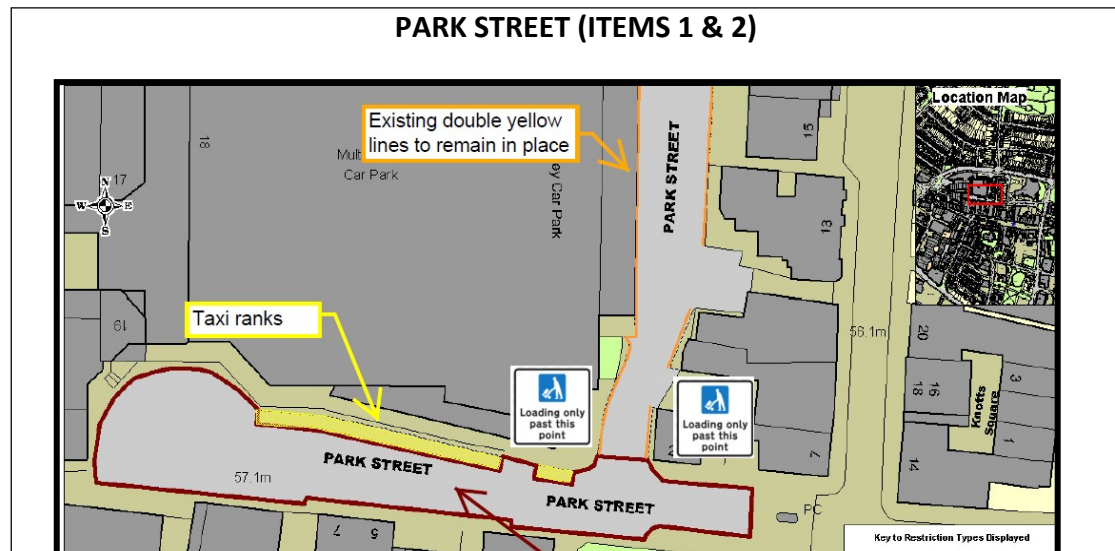 PARK STREET (ITEMS 1 & 2)
Location Map
Existing double yellow
lines to remain in place
15
18
Car Park
oy Car Park
PARK STREET
17
N
W E
S
13
Taxi ranks
19
56.1m
20
3
16
18
Knotts
Square
1
Loading only
past this
point
Loading only
past this
point
7
14
PARK STREET
57.1m
PARK STREET
PC
7
5
Key to Restriction Types Displayed